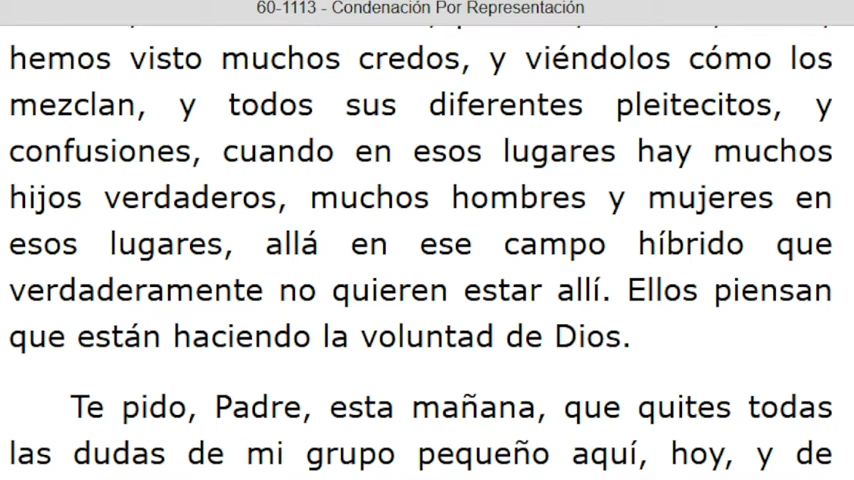 60-1113 - Condenación Por Representación
hemos visto muchos credos, y viéndolos cómo los
mezclan, y todos sus diferentes pleitecitos, y
confusiones, cuando en esos lugares hay muchos
hijos verdaderos, muchos hombres y mujeres en
esos lugares, allá en ese campo híbrido que
verdaderamente no quieren estar allí. Ellos piensan
que están haciendo la voluntad de Dios.
Te pido, Padre, esta mañana, que quites todas
las dudas de mi grupo pequeño aquí, hoy, y de